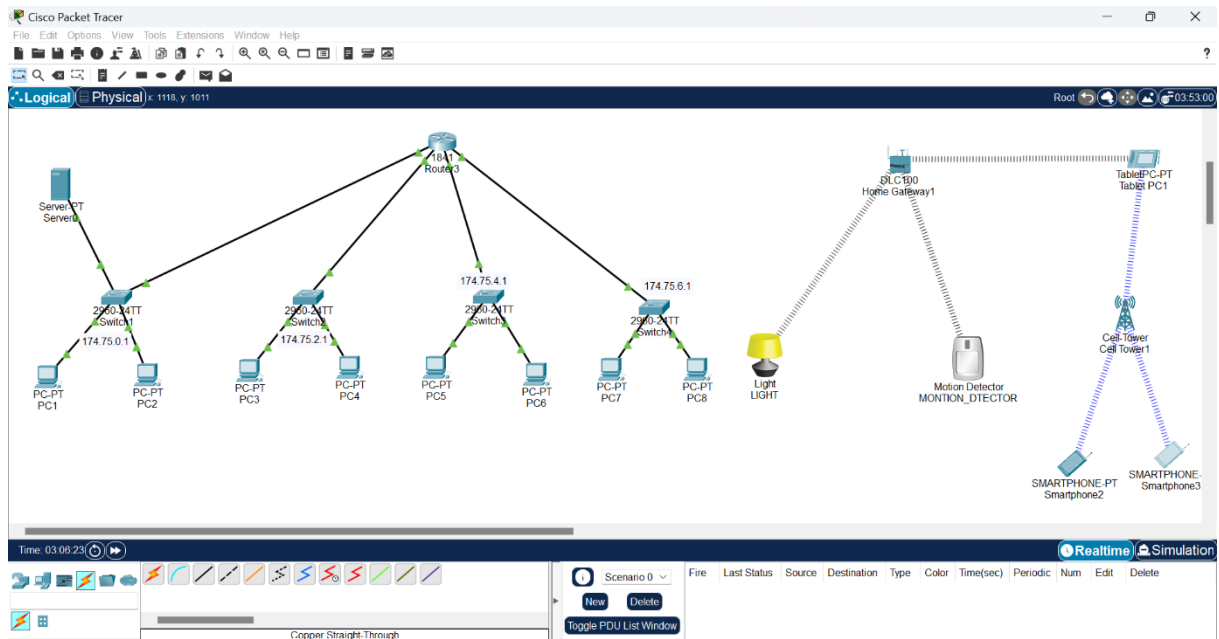 Cisco Packet Tracer
File Edit Options View Tools Extensions Window Help
?
Logical Physical x: 1118, y: 1011 Root 03:53:00
1841
Router3
Server-PT
Server0
174.75.4.1
174.75.6.1
2960-24TT
Switch1
174.75.0.1
2960-24TT
Switch2
174.75.2.1
2960-24TT
Switch3
2960-24TT
Switch4
PC-PT
PC1
PC-PT
PC2
PC-PT
PC3
PC-PT
PC4
PC-PT
PC5
PC-PT
PC6
PC-PT
PC7
PC-PT
PC8
DLC100
Home Gateway1
TabletPC-PT
Tablet PC1
Light
LIGHT
Motion Detector
MONTION_DTECTOR
Cell-Tower
Cell Tower1
SMARTPHONE-PT
Smartphone2
SMARTPHONE-
Smartphone3
Time: 03:06:23
Realtime Simulation
Scenario 0
New Delete
Toggle PDU List Window
Fire Last Status Source Destination Type Color Time(sec) Periodic Num Edit Delete
Copper Straight-Through